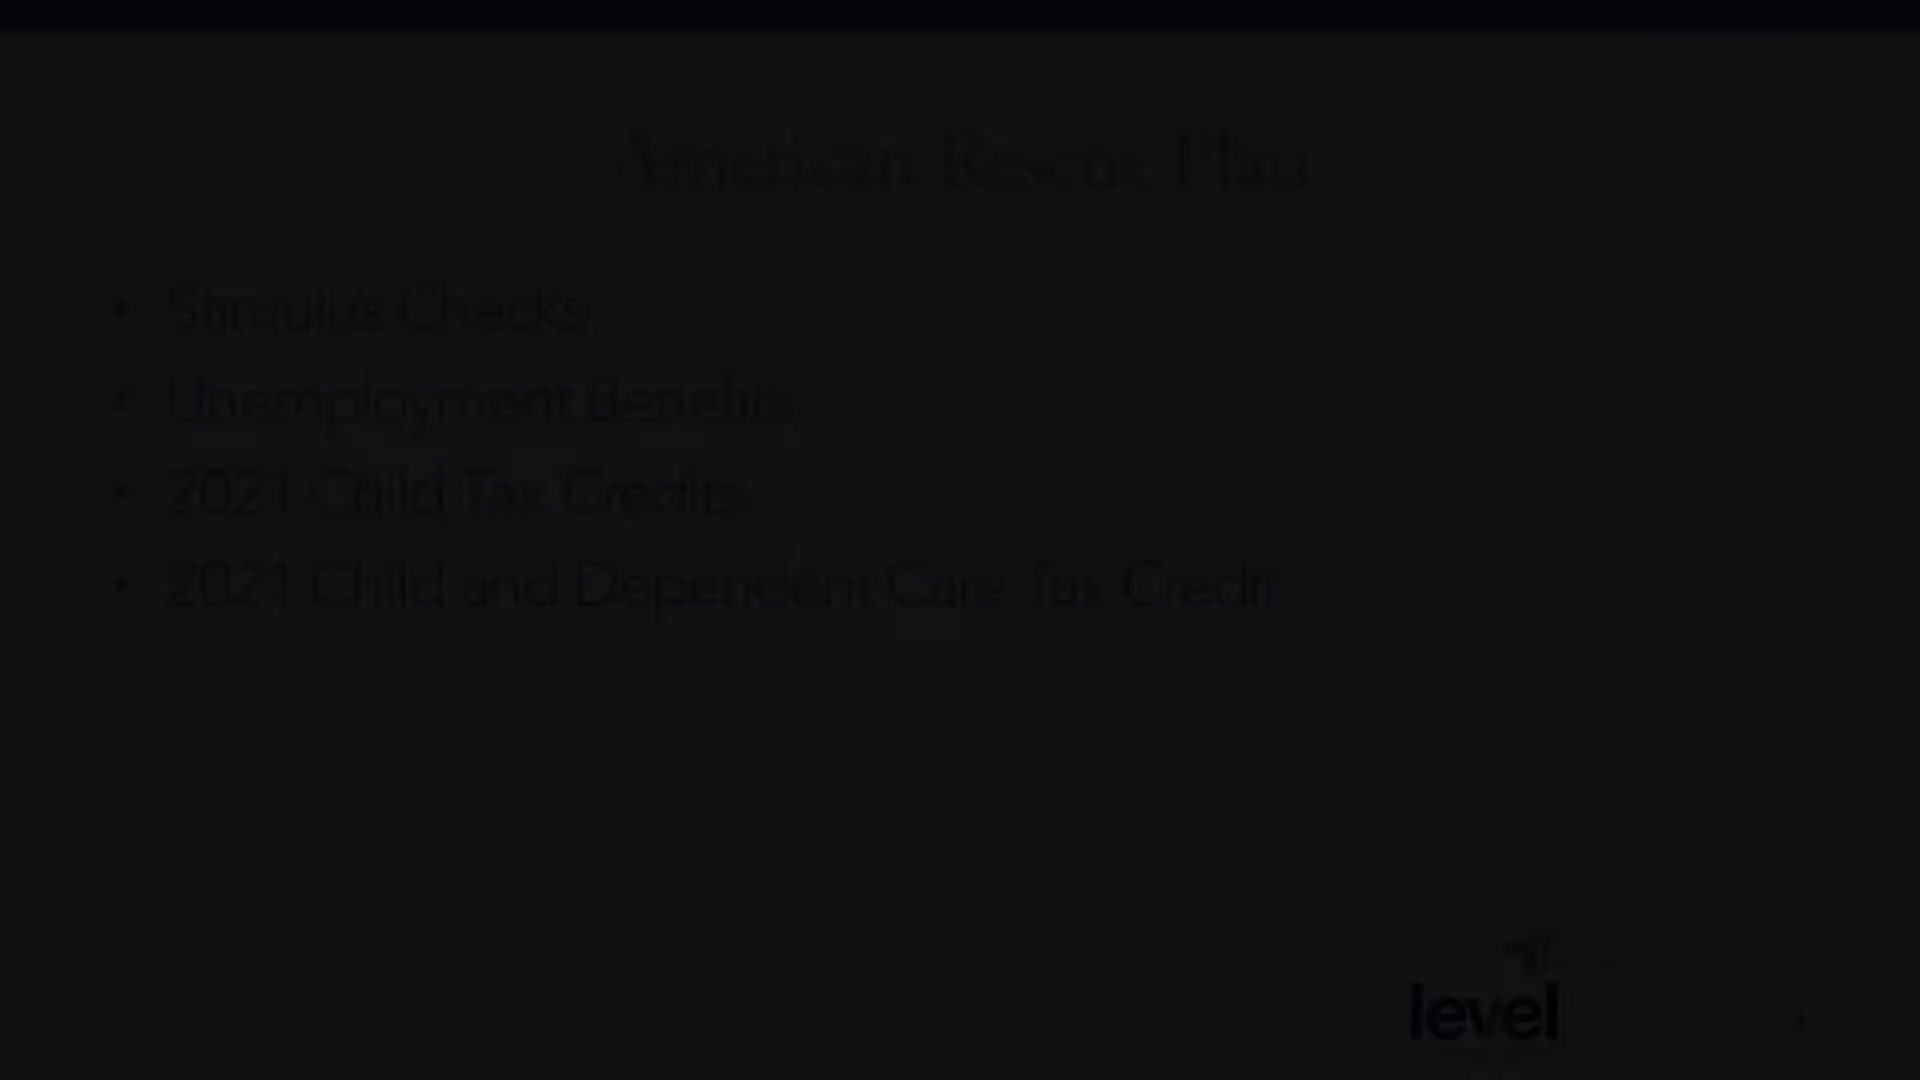 American Rescue Plan
• Stimulus Checks
• Unemployment Benefits
• 2021 Child Tax Credits
• 2021 Child and Dependent Care Tax Credit
level